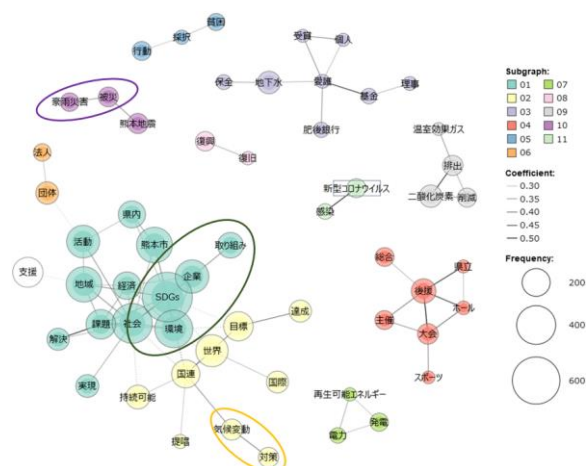 貧困
採択
行動
受賞
個人
保全
地下水
愛護
基金
理事
肥後銀行
豪雨災害
被災
熊本地震
復興
復旧
温室効果ガス
排出
二酸化炭素
削減
新型コロナウイルス
感染
法人
団体
県内
活動
熊本市
取り組み
支援
企業
地域
経済
SDGs
課題
社会
環境
解決
実現
目標
達成
世界
国連
国際
持続可能
提唱
気候変動
対策
総合
県立
後援
ホール
主催
大会
スポーツ
再生可能エネルギー
電力
発電
Subgraph:
01
07
02
08
03
09
04
10
05
11
06
Coefficient:
0.30
0.35
0.40
0.45
0.50
Frequency:
200
400
600